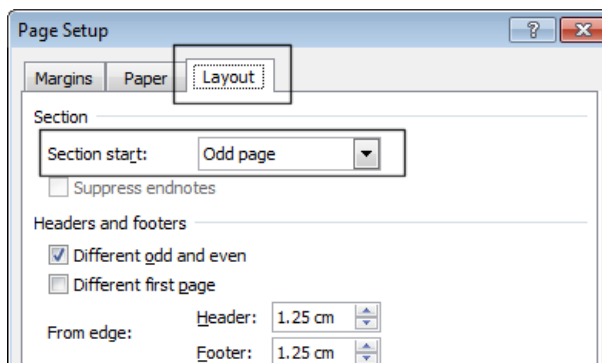 Page Setup
Margins Paper Layout
Section
Section start: Odd page
Suppress endnotes
Headers and footers
Different odd and even
Different first page
From edge:
Header: 1.25 cm
Footer: 1.25 cm